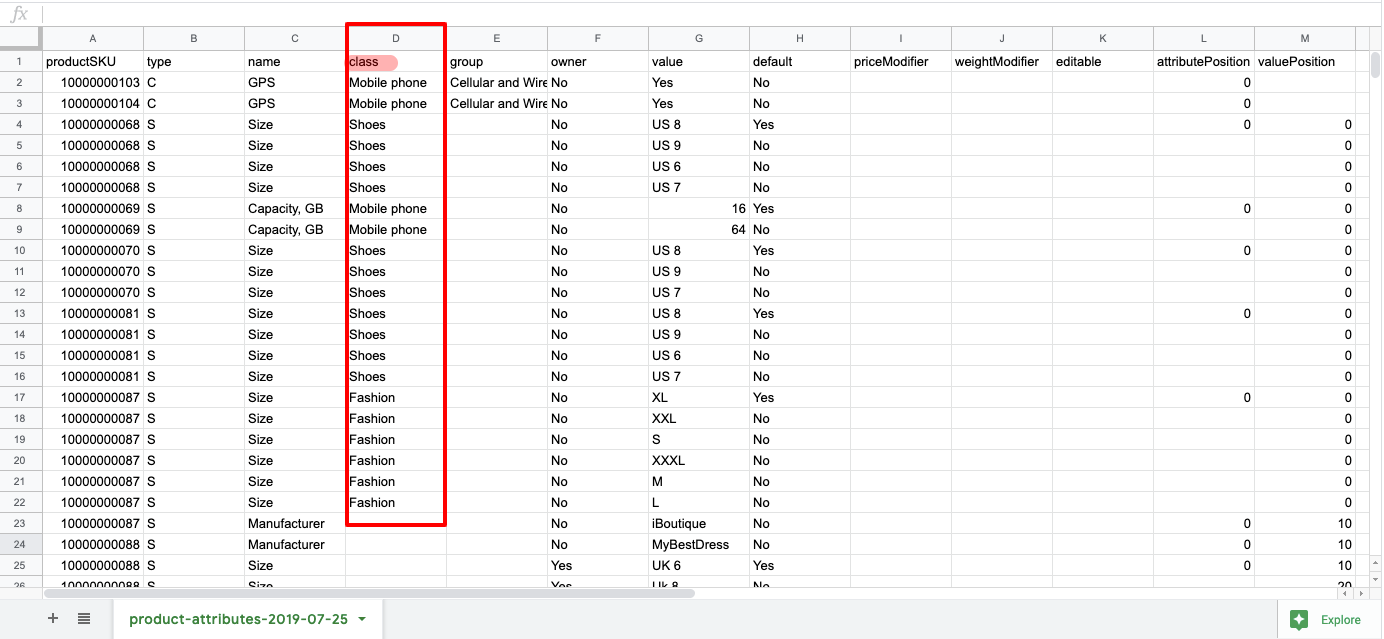 fx
A B C D E F G H I J K L M
1 productSKU type name class group owner value default priceModifier weightModifier editable attributePosition valuePosition
2 10000000103 C GPS Mobile phone Cellular and Wire No Yes No 0
3 10000000104 C GPS Mobile phone Cellular and Wire No Yes No 0
4 10000000068 S Size Shoes No US 8 Yes 0 0
5 10000000068 S Size Shoes No US 9 No 0
6 10000000068 S Size Shoes No US 6 No 0
7 10000000068 S Size Shoes No US 7 No 0
8 10000000069 S Capacity, GB Mobile phone No 16 Yes 0 0
9 10000000069 S Capacity, GB Mobile phone No 64 No 0
10 10000000070 S Size Shoes No US 8 Yes 0 0
11 10000000070 S Size Shoes No US 9 No 0
12 10000000070 S Size Shoes No US 7 No 0
13 10000000081 S Size Shoes No US 8 Yes 0 0
14 10000000081 S Size Shoes No US 9 No 0
15 10000000081 S Size Shoes No US 6 No 0
16 10000000081 S Size Shoes No US 7 No 0
17 10000000087 S Size Fashion No XL Yes 0 0
18 10000000087 S Size Fashion No XXL No 0
19 10000000087 S Size Fashion No S No 0
20 10000000087 S Size Fashion No XXXL No 0
21 10000000087 S Size Fashion No M No 0
22 10000000087 S Size Fashion No L No 0
23 10000000087 S Manufacturer No iBoutique No 0 10
24 10000000088 S Manufacturer No MyBestDress No 0 10
25 10000000088 S Size Yes UK 6 Yes 0 10
26 10000000088 S Size Yes Uk 8 No 20
product-attributes-2019-07-25
Explore